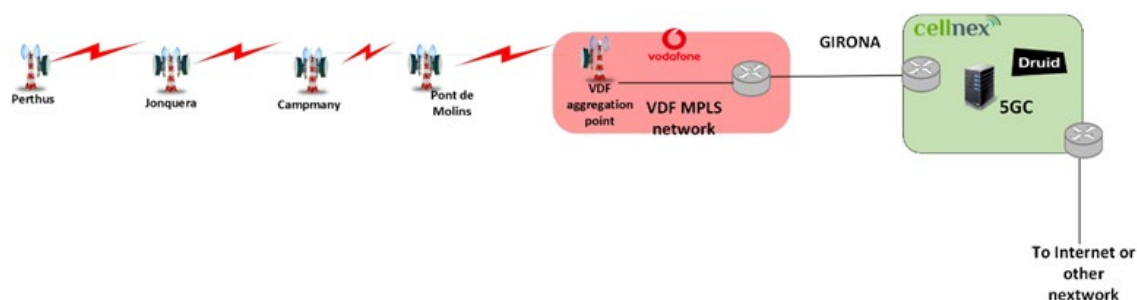 Perthus
Jonquera
Campmany
Pont de
Molins
vodofone
VDF
aggregation
point
VDF MPLS
network
GIRONA
cellnex
Druid
5GC
To Internet or
other
nextwork